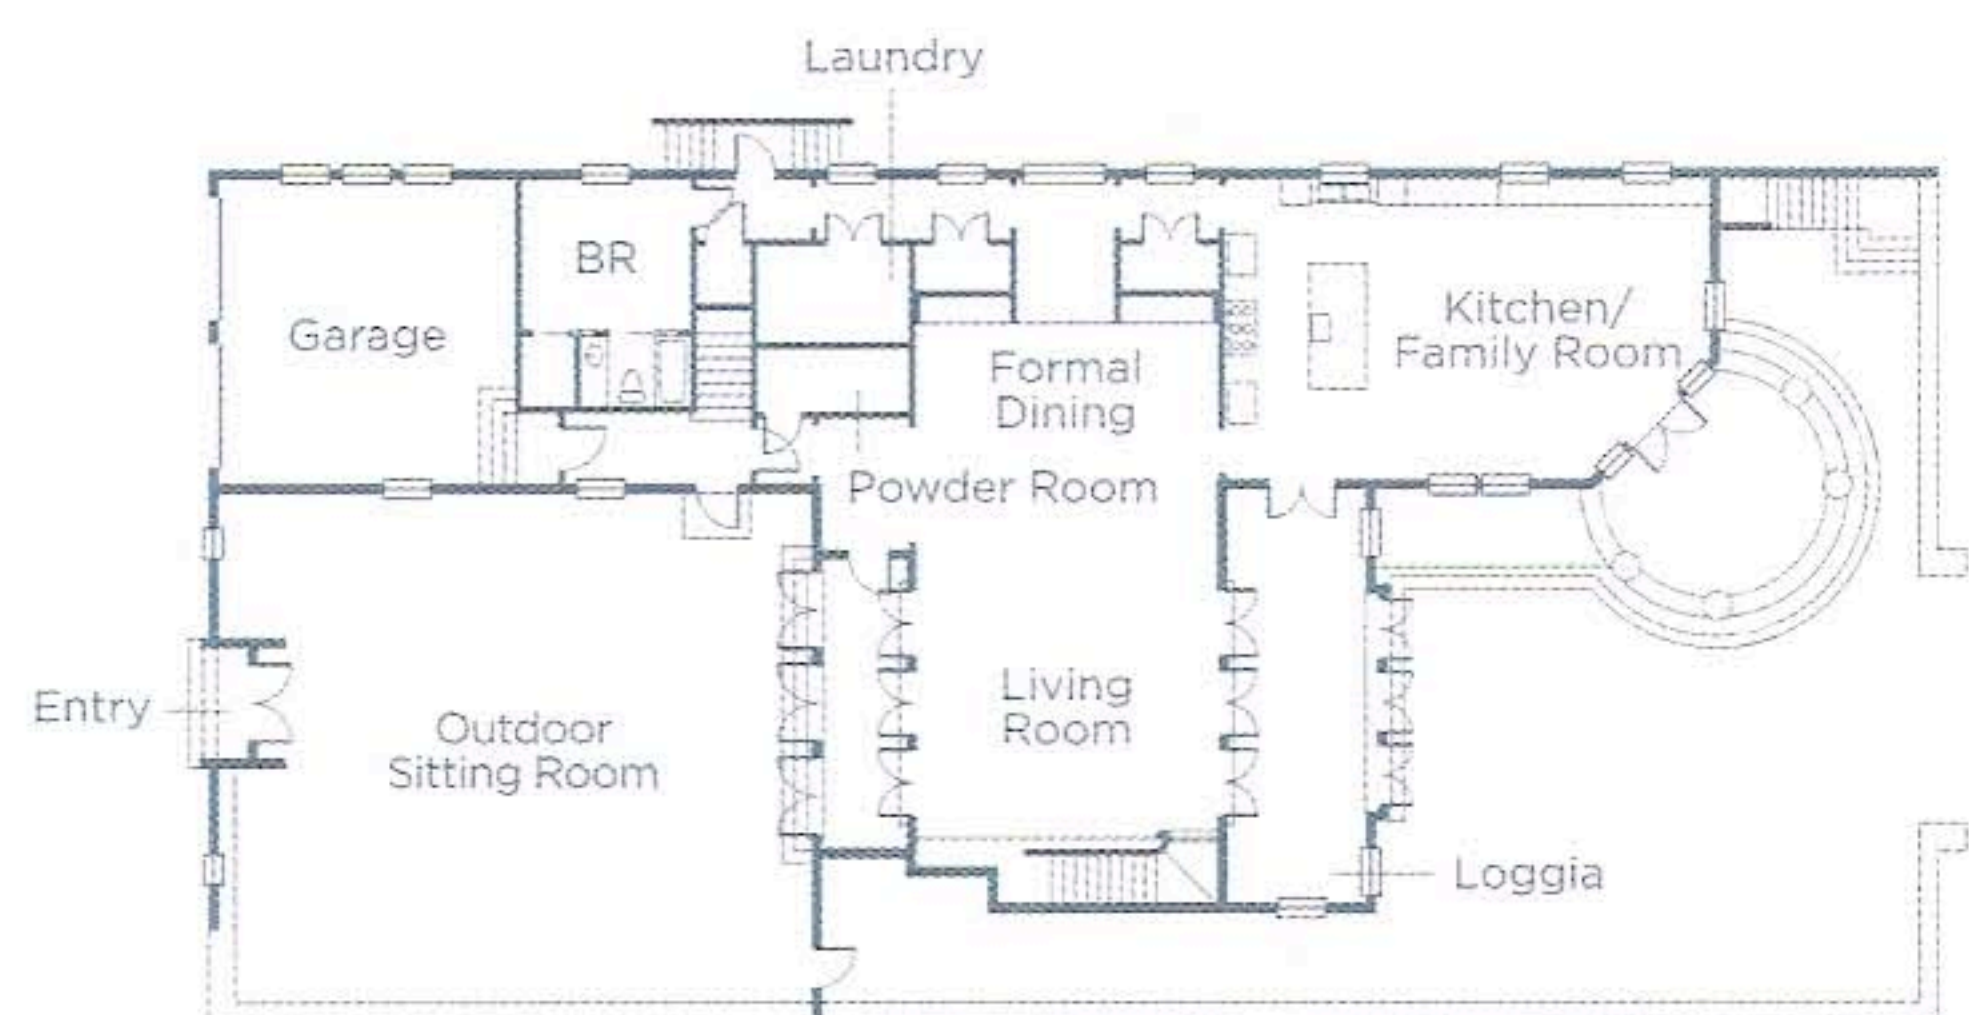 Laundry
BR
Garage
Kitchen/
Family Room
Formal
Dining
Powder Room
Entry
Outdoor
Sitting Room
Living
Room
Loggia